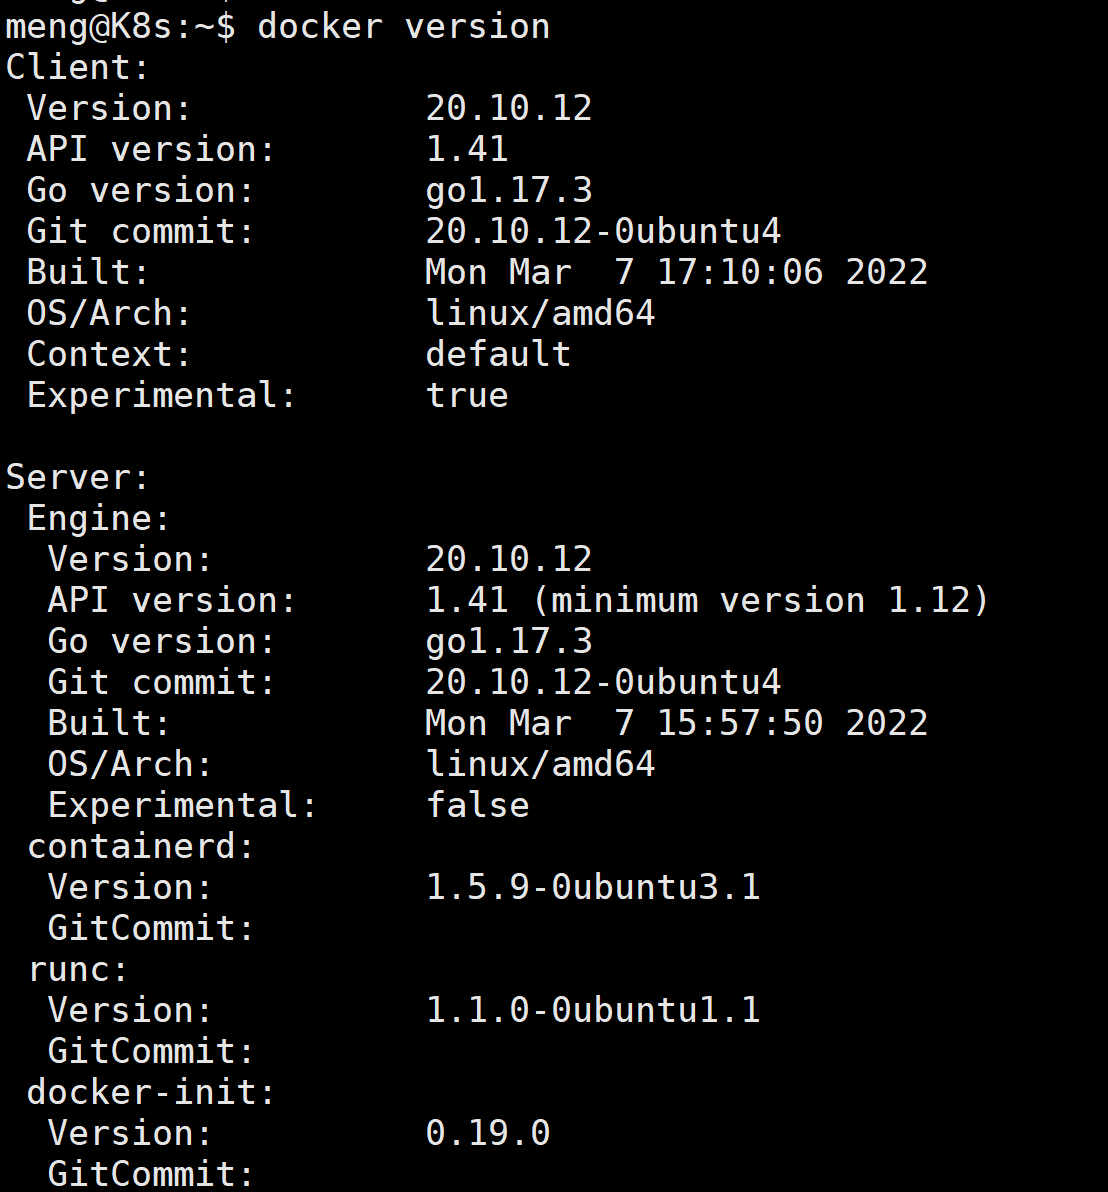 meng@K8s:~$ docker version
Client:
 Version:           20.10.12
 API version:       1.41
 Go version:        go1.17.3
 Git commit:        20.10.12-0ubuntu4
 Built:             Mon Mar  7 17:10:06 2022
 OS/Arch:           linux/amd64
 Context:           default
 Experimental:      true

Server:
 Engine:
  Version:          20.10.12
  API version:      1.41 (minimum version 1.12)
  Go version:       go1.17.3
  Git commit:       20.10.12-0ubuntu4
  Built:            Mon Mar  7 15:57:50 2022
  OS/Arch:          linux/amd64
  Experimental:     false
 containerd:
  Version:          1.5.9-0ubuntu3.1
  GitCommit:
 runc:
  Version:          1.1.0-0ubuntu1.1
  GitCommit:
 docker-init:
  Version:          0.19.0
  GitCommit: